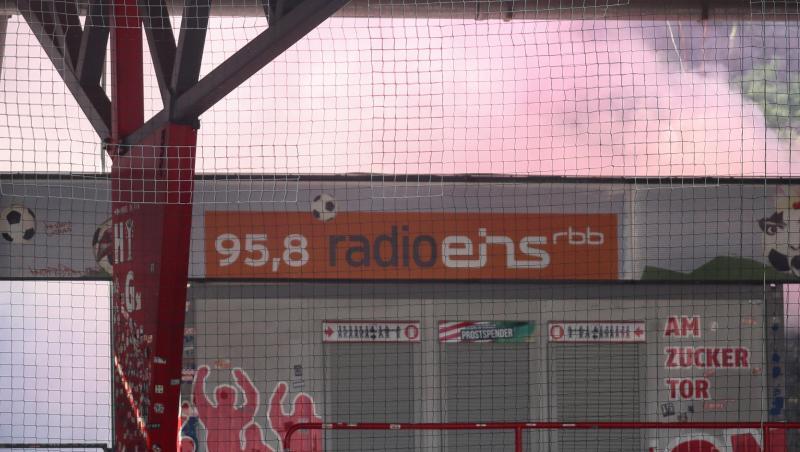 95,8 radioeins rbb
PROSTSPENDER
AM
ZUCKER
TOR